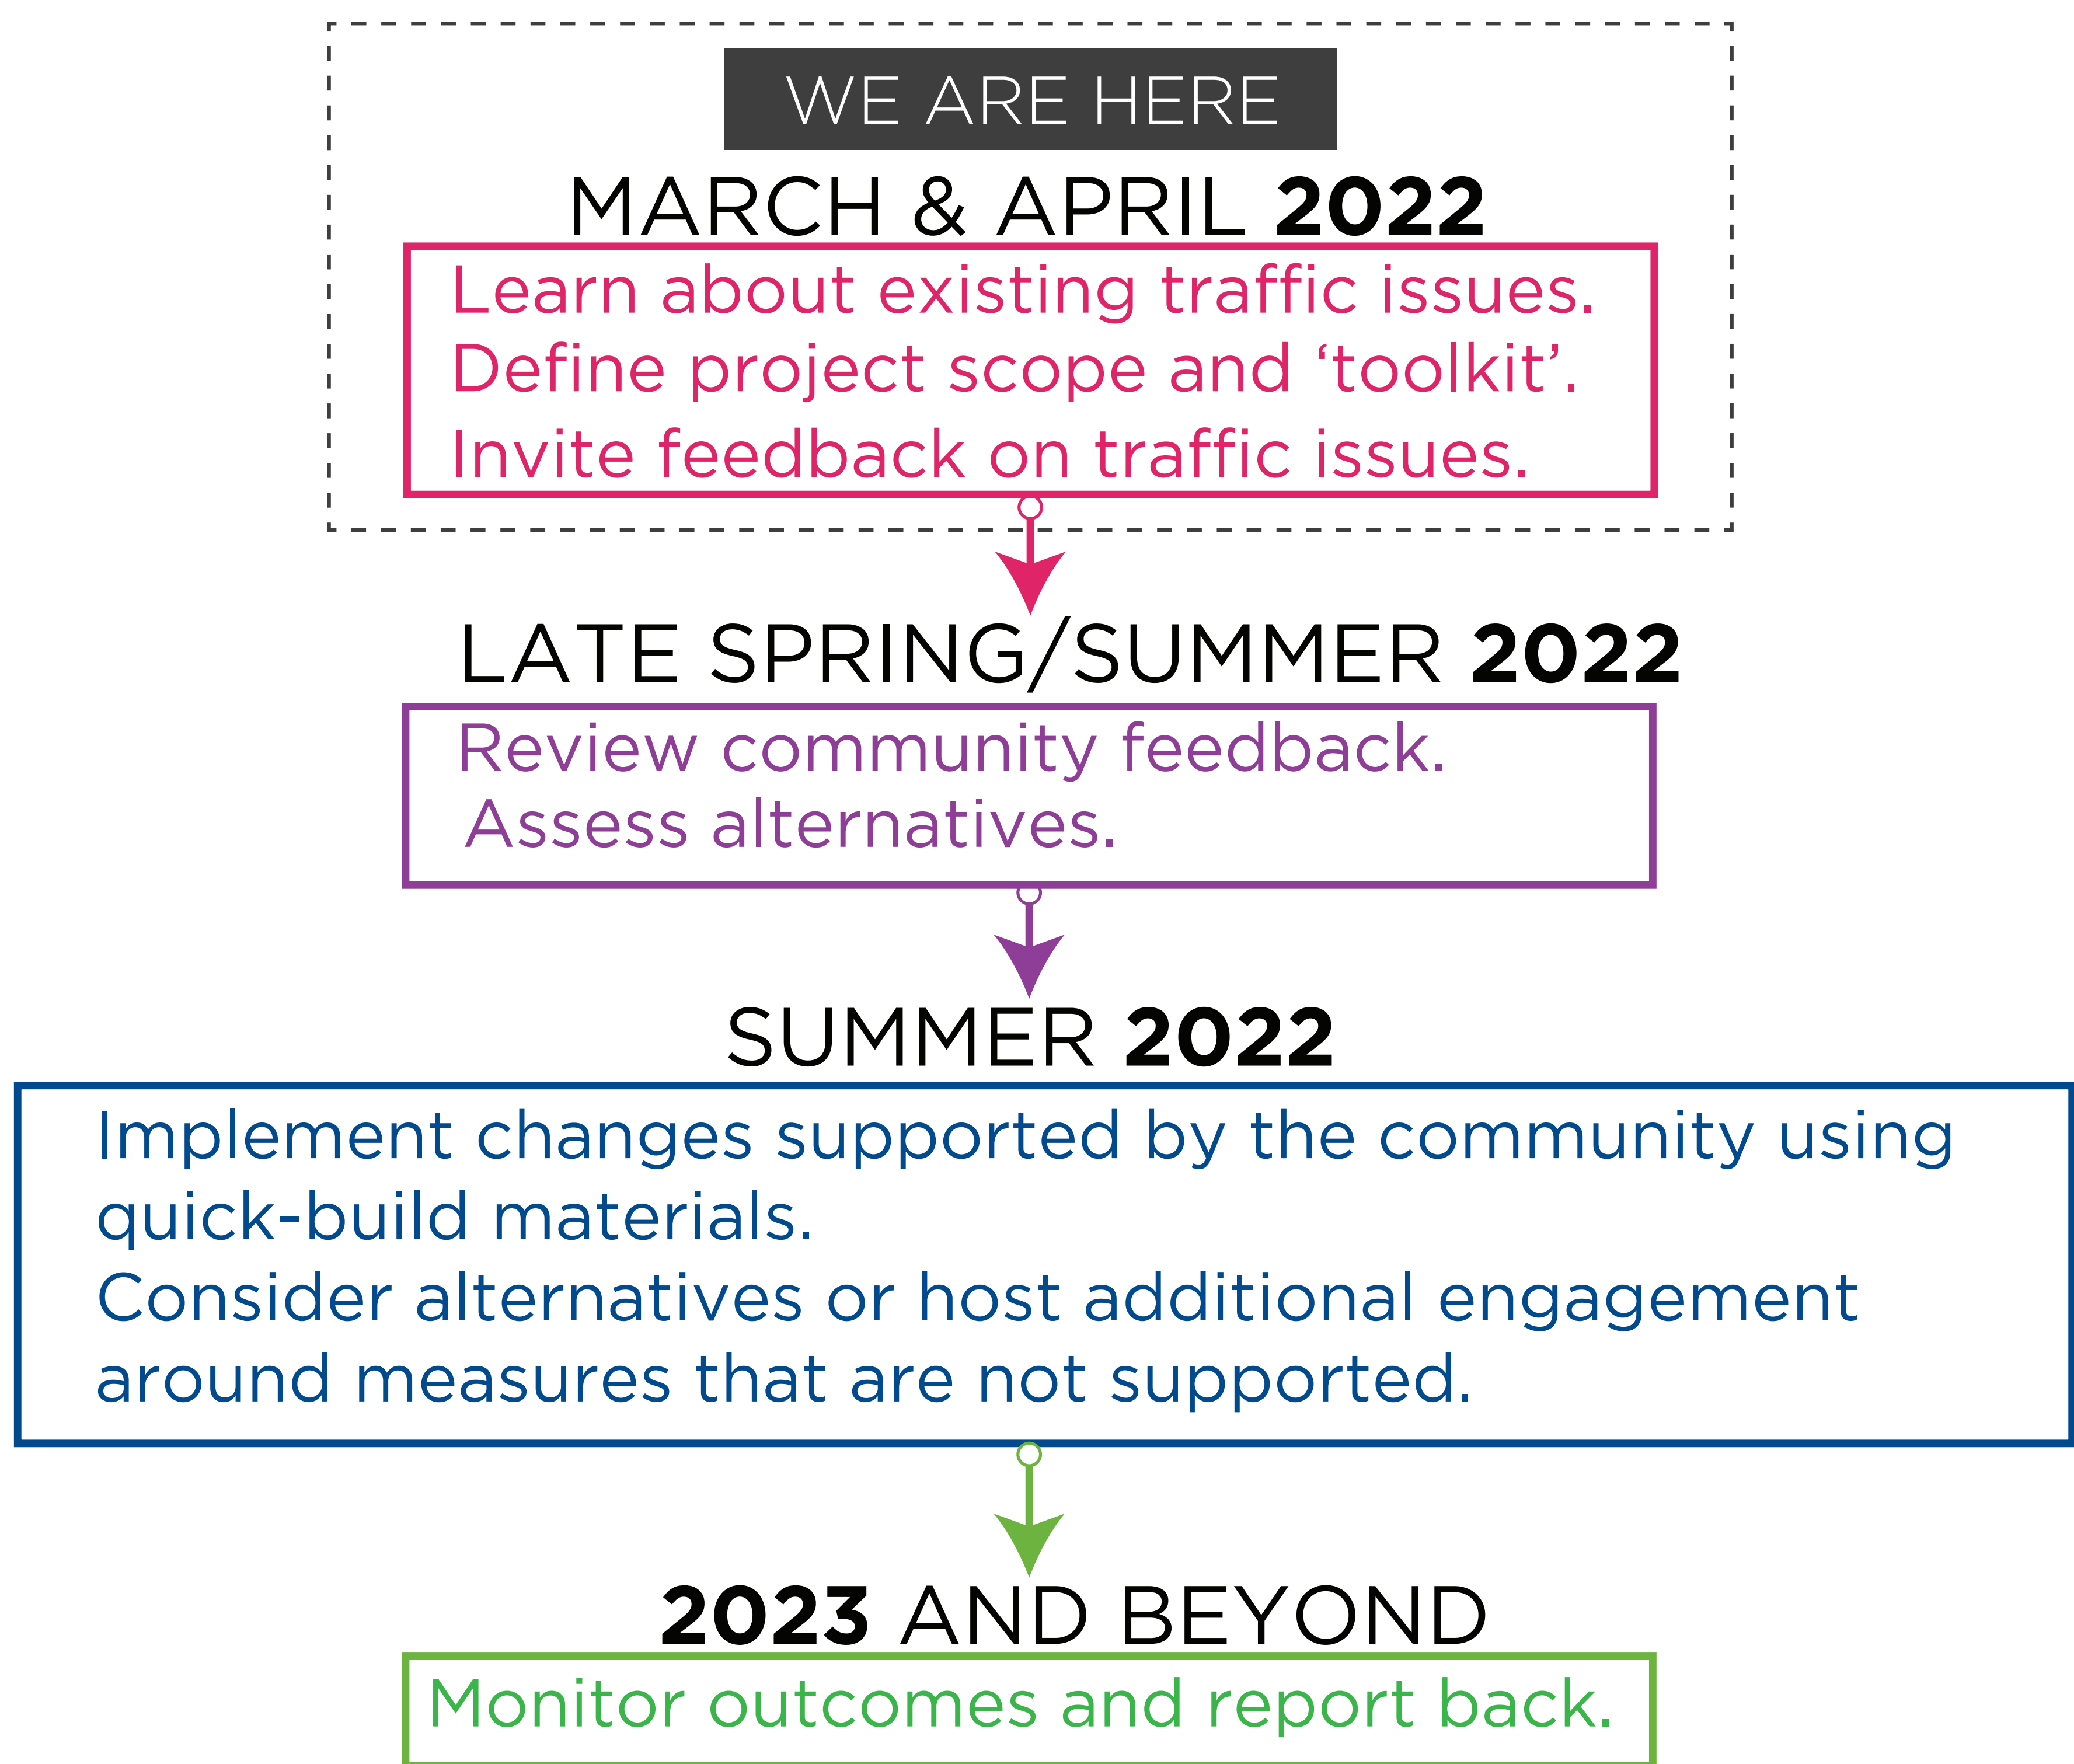 WE ARE HERE
MARCH & APRIL 2022
Learn about existing traffic issues.
Define project scope and ‘toolkit’.
Invite feedback on traffic issues.
LATE SPRING/SUMMER 2022
Review community feedback.
Assess alternatives.
SUMMER 2022
Implement changes supported by the community using
quick-build materials.
Consider alternatives or host additional engagement
around measures that are not supported.
2023 AND BEYOND
Monitor outcomes and report back.